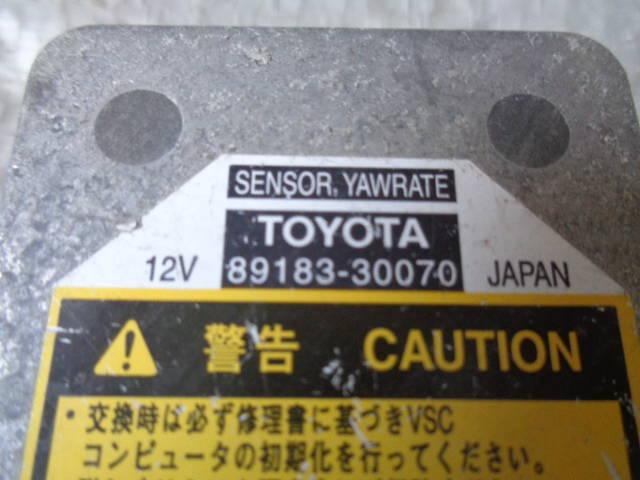 SENSOR, YAWRATE
TOYOTA
12V 89183-30070 JAPAN
警告 CAUTION
・交換時は必ず修理書に基づきVSC
コンピュータの初期化を行ってください。